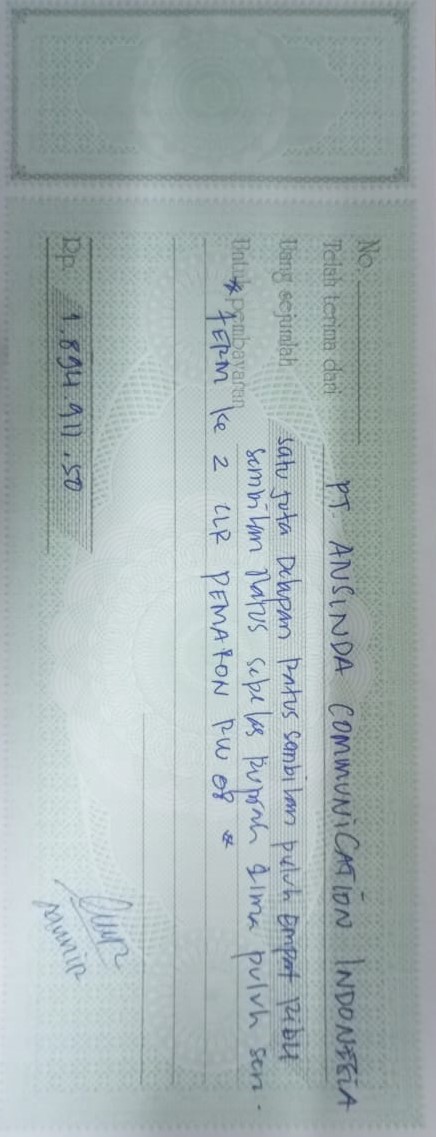 No.
Telah terima dari PT. ANSINDA COMMUNICATION INDONESIA
Uang sejumlah satu juta Delapan Ratus Sembilan puluh Empat Ribu
Sembilan Ratus sebelas Rupiah Lima puluh sen.
Untuk pembayaran
* TERM Ke 2 CLR PEMARON RW 08 *
Rp. 1.894.911.50